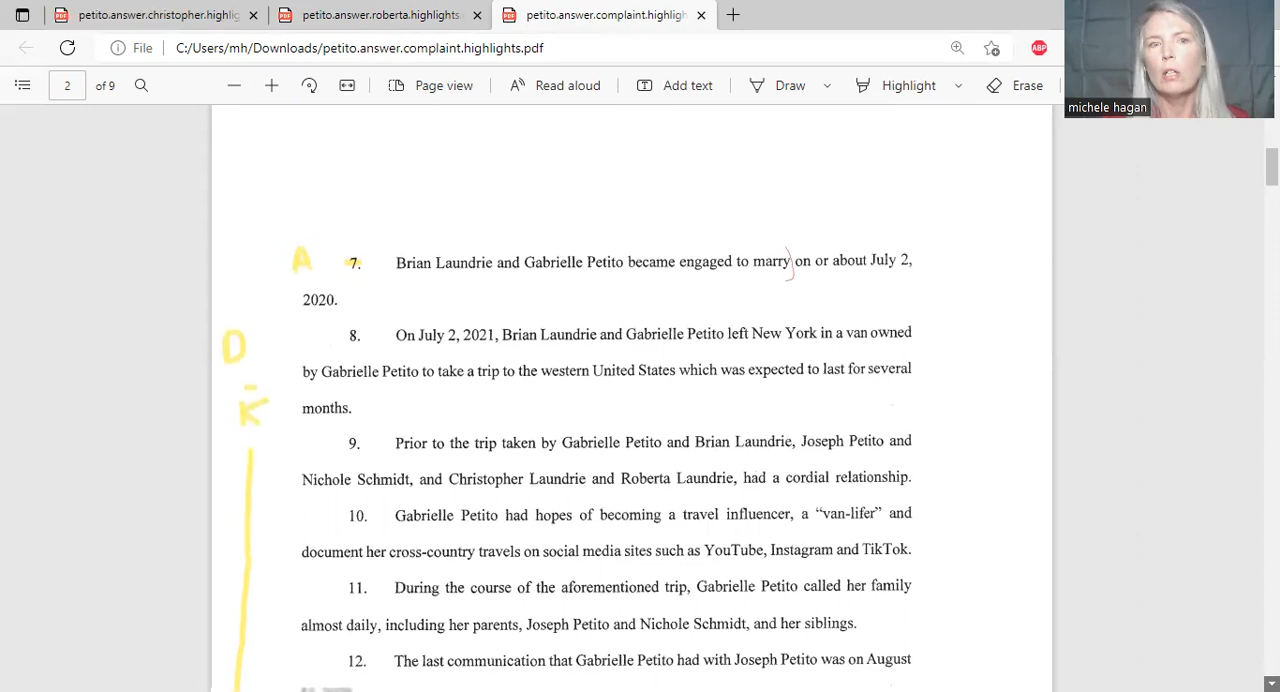 petito.answer.christopher.highlig
petito.answer.roberta.highlights.
petito.answer.complaint.highligh
File C:/Users/mh/Downloads/petito.answer.complaint.highlights.pdf
ABP
2 of 9 Page view Read aloud Add text Draw Highlight Erase
michele hagan
A 7. Brian Laundrie and Gabrielle Petito became engaged to marry) on or about July 2,
2020.
D 8. On July 2, 2021, Brian Laundrie and Gabrielle Petito left New York in a van owned
by Gabrielle Petito to take a trip to the western United States which was expected to last for several
- K
months.
9. Prior to the trip taken by Gabrielle Petito and Brian Laundrie, Joseph Petito and
Nichole Schmidt, and Christopher Laundrie and Roberta Laundrie, had a cordial relationship.
10. Gabrielle Petito had hopes of becoming a travel influencer, a “van-lifer” and
document her cross-country travels on social media sites such as YouTube, Instagram and TikTok.
11. During the course of the aforementioned trip, Gabrielle Petito called her family
almost daily, including her parents, Joseph Petito and Nichole Schmidt, and her siblings.
12. The last communication that Gabrielle Petito had with Joseph Petito was on August